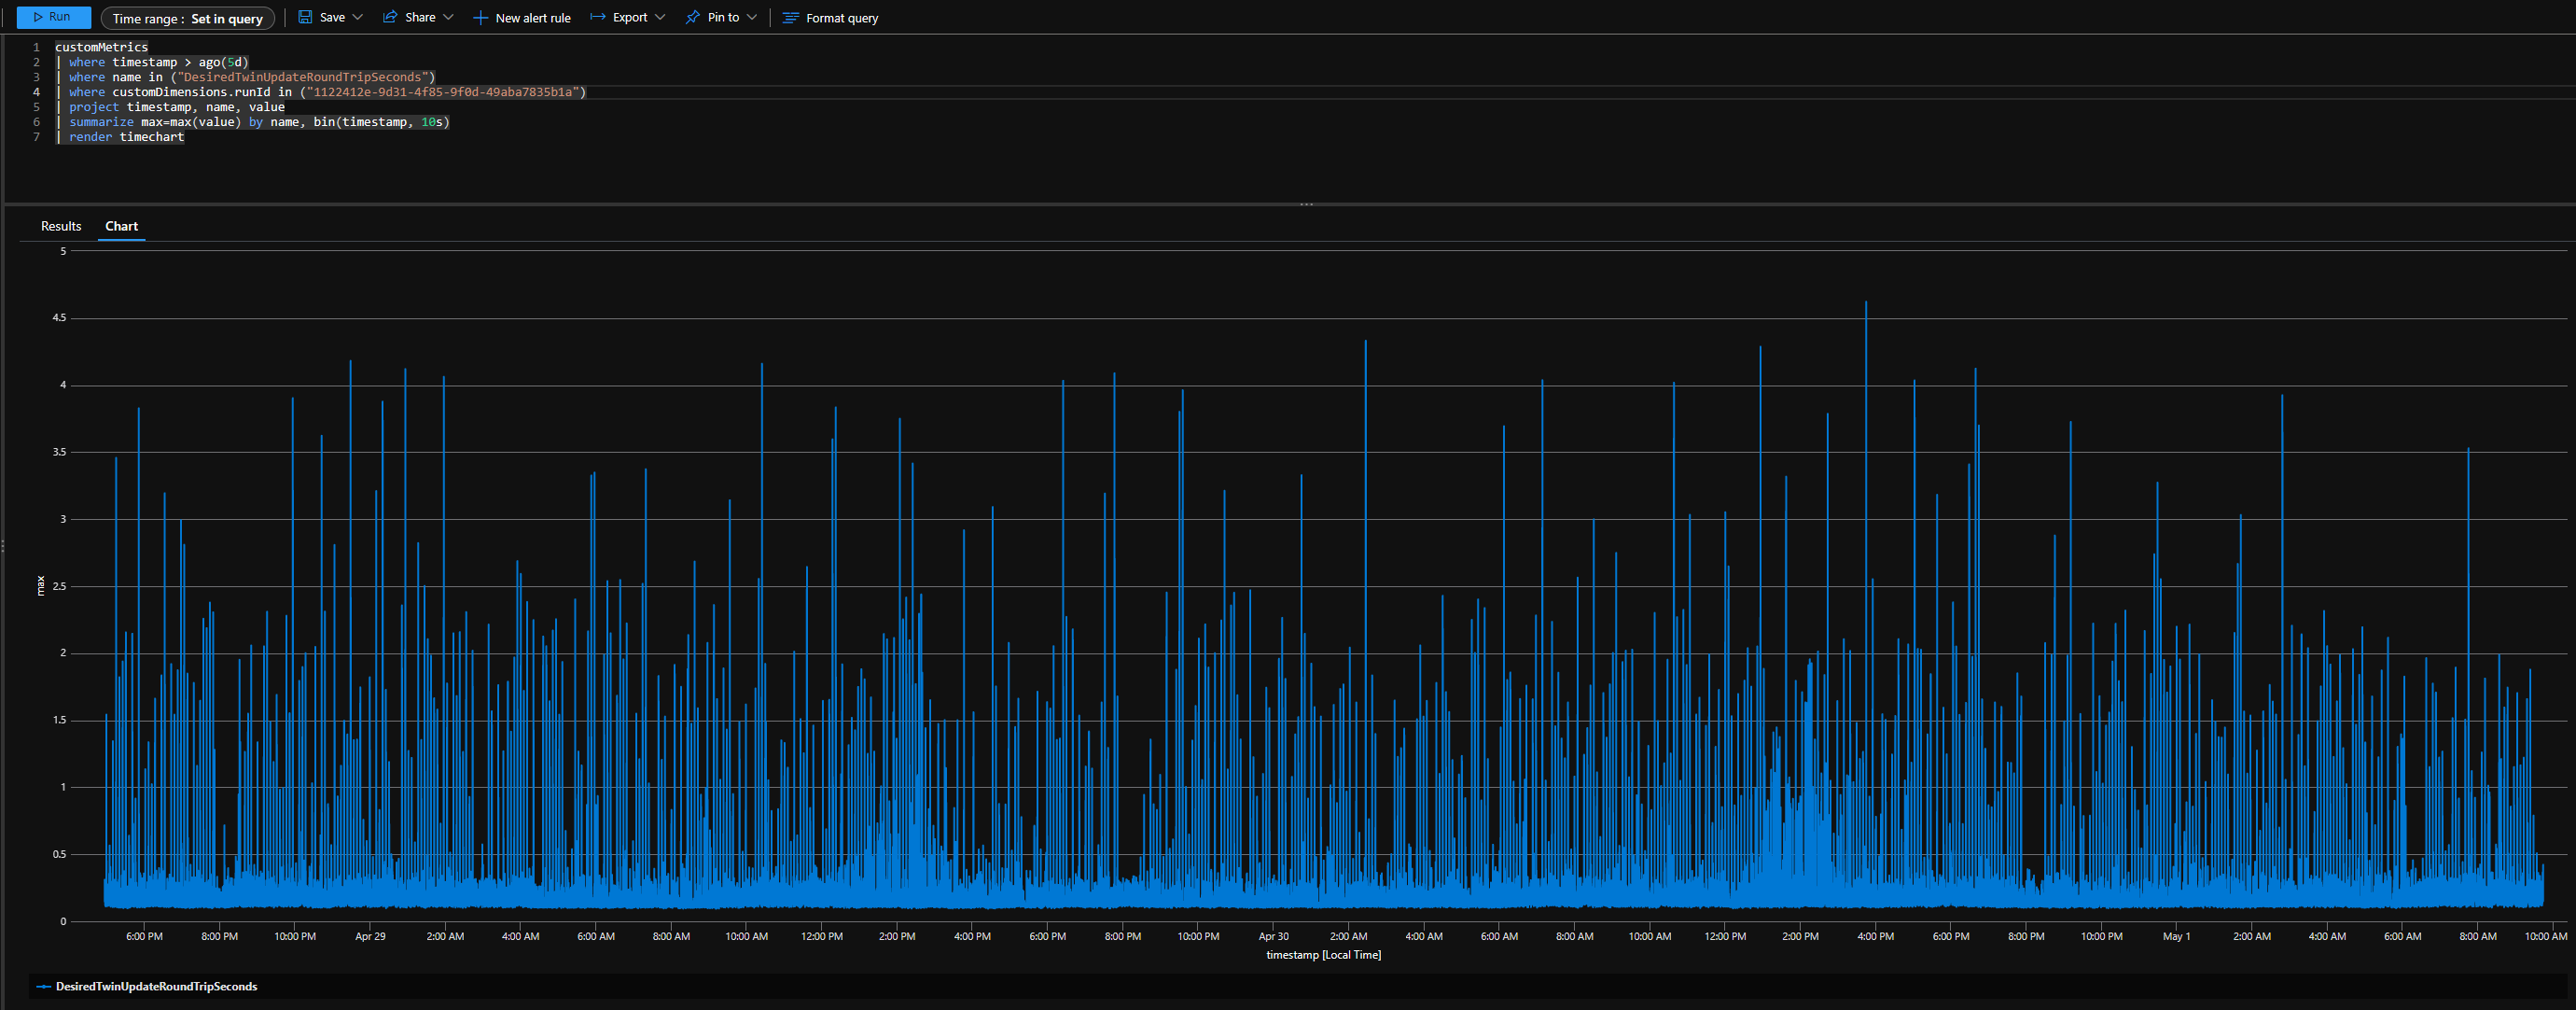 Run Time range : Set in query Save Share New alert rule Export Pin to Format query
1 customMetrics
2 | where timestamp > ago(5d)
3 | where name in ("DesiredTwinUpdateRoundTripSeconds")
4 | where customDimensions.runId in ("1122412e-9d31-4f85-9f0d-49aba7835b1a")
5 | project timestamp, name, value
6 | summarize max=max(value) by name, bin(timestamp, 10s)
7 | render timechart
Results Chart
5
4.5
4
3.5
3
2.5
2
1.5
1
0.5
0
max
6:00 PM 8:00 PM 10:00 PM Apr 29 2:00 AM 4:00 AM 6:00 AM 8:00 AM 10:00 AM 12:00 PM 2:00 PM 4:00 PM 6:00 PM 8:00 PM 10:00 PM Apr 30 2:00 AM 4:00 AM 6:00 AM 8:00 AM 10:00 AM 12:00 PM 2:00 PM 4:00 PM 6:00 PM 8:00 PM 10:00 PM May 1 2:00 AM 4:00 AM 6:00 AM 8:00 AM 10:00 AM
timestamp [Local Time]
DesiredTwinUpdateRoundTripSeconds